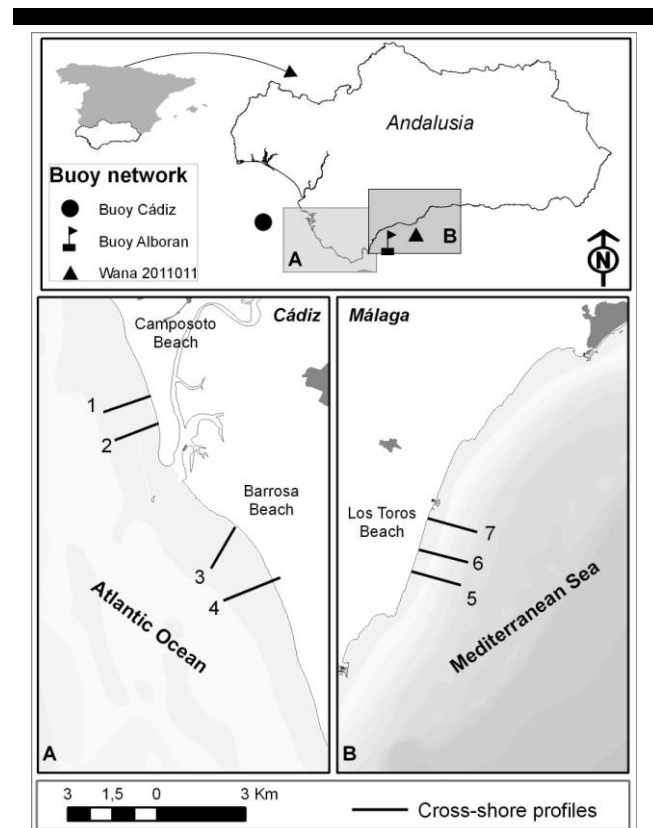 Andalusia
Buoy network
Buoy Cádiz
Buoy Alboran
Wana 2011011
A
B
N
Camposoto
Beach
Cádiz
1
2
Barrosa
Beach
3
4
Atlantic Ocean
A
Málaga
Los Toros
Beach
7
6
5
Mediterranean Sea
B
3 1,5 0 3 Km
Cross-shore profiles